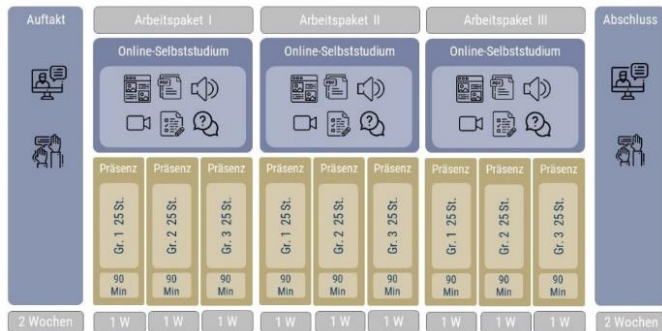 Auftakt
Arbeitspaket I
Arbeitspaket II
Arbeitspaket III
Abschluss
Online-Selbststudium
Online-Selbststudium
Online-Selbststudium
PDF
PDF
PDF
Präsenz
Präsenz
Präsenz
Präsenz
Präsenz
Präsenz
Präsenz
Präsenz
Präsenz
Gr. 1 25 St.
Gr. 2 25 St.
Gr. 3 25 St.
Gr. 1 25 St.
Gr. 2 25 St.
Gr. 3 25 St.
Gr. 1 25 St.
Gr. 2 25 St.
Gr. 3 25 St.
90
Min
90
Min
90
Min
90
Min
90
Min
90
Min
90
Min
90
Min
90
Min
2 Wochen
1 W
1 W
1 W
1 W
1 W
1 W
1 W
1 W
1 W
2 Wochen